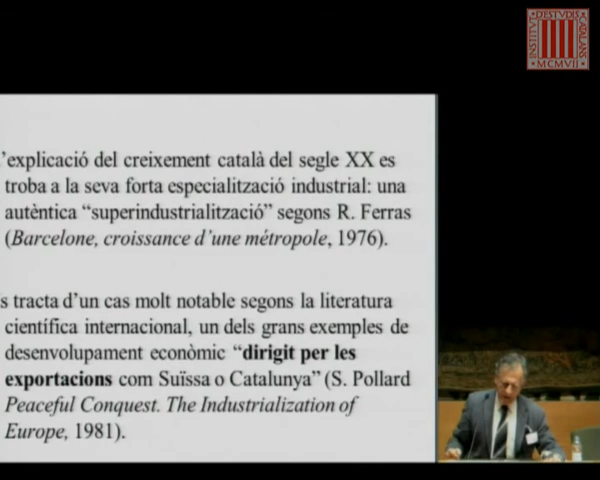 INSTITVT D'ESTVDIS CATALANS
MCMVII
’explicació del creixement català del segle XX es
troba a la seva forta especialització industrial: una
autèntica “superindustrialització” segons R. Ferras
(Barcelone, croissance d’une métropole, 1976).
s tracta d’un cas molt notable segons la literatura
científica internacional, un dels grans exemples de
desenvolupament econòmic “dirigit per les
exportacions com Suïssa o Catalunya” (S. Pollard
Peaceful Conquest. The Industrialization of
Europe, 1981).